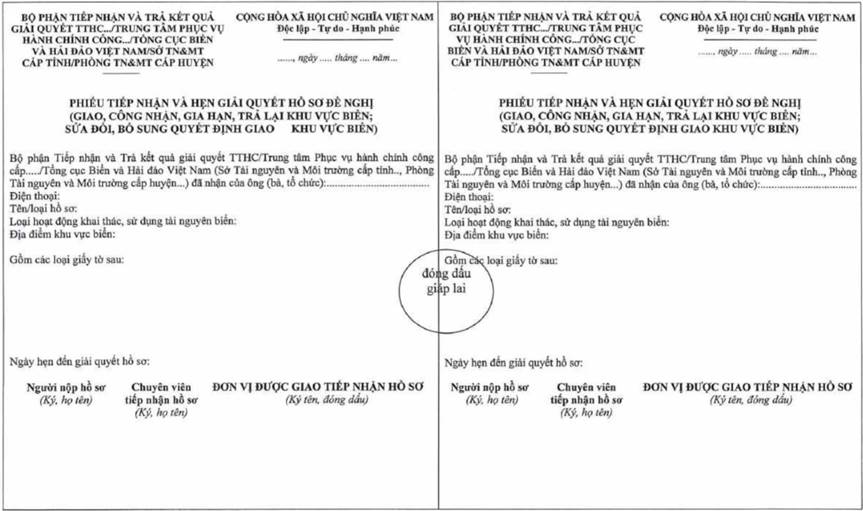 BỘ PHẬN TIẾP NHẬN VÀ TRẢ KẾT QUẢ
GIẢI QUYẾT TTHC.../TRUNG TÂM PHỤC VỤ
HÀNH CHÍNH CÔNG.../TỔNG CỤC BIỂN
VÀ HẢI ĐẢO VIỆT NAM/SỞ TN&MT
CẤP TỈNH/PHÒNG TN&MT CẤP HUYỆN
CỘNG HÒA XÃ HỘI CHỦ NGHĨA VIỆT NAM
Độc lập - Tự do - Hạnh phúc
......, ngày ..... tháng .... năm...
PHIẾU TIẾP NHẬN VÀ HẸN GIẢI QUYẾT HỒ SƠ ĐỀ NGHỊ
(GIAO, CÔNG NHẬN, GIA HẠN, TRẢ LẠI KHU VỰC BIỂN;
SỬA ĐỔI, BỔ SUNG QUYẾT ĐỊNH GIAO KHU VỰC BIỂN)
Bộ phận Tiếp nhận và Trả kết quả giải quyết TTHC/Trung tâm Phục vụ hành chính công
cấp...../Tổng cục Biển và Hải đảo Việt Nam (Sở Tài nguyên và Môi trường cấp tỉnh.., Phòng
Tài nguyên và Môi trường cấp huyện...) đã nhận của ông (bà, tổ chức):...................................
Điện thoại:
Tên/loại hồ sơ:
Loại hoạt động khai thác, sử dụng tài nguyên biển:
Địa điểm khu vực biển:
Gồm các loại giấy tờ sau:
Ngày hẹn đến giải quyết hồ sơ:
Người nộp hồ sơ
(Ký, họ tên)
Chuyên viên
tiếp nhận hồ sơ
(Ký, họ tên)
ĐƠN VỊ ĐƯỢC GIAO TIẾP NHẬN HỒ SƠ
(Ký tên, đóng dấu)
đóng dấu
giáp lai
BỘ PHẬN TIẾP NHẬN VÀ TRẢ KẾT QUẢ
GIẢI QUYẾT TTHC.../TRUNG TÂM PHỤC
VỤ HÀNH CHÍNH CÔNG.../TỔNG CỤC
BIỂN VÀ HẢI ĐẢO VIỆT NAM/SỞ TN&MT
CẤP TỈNH/PHÒNG TN&MT CẤP HUYỆN
CỘNG HÒA XÃ HỘI CHỦ NGHĨA VIỆT NAM
Độc lập - Tự do - Hạnh phúc
......, ngày ..... tháng .... năm...
PHIẾU TIẾP NHẬN VÀ HẸN GIẢI QUYẾT HỒ SƠ ĐỀ NGHỊ
(GIAO, CÔNG NHẬN, GIA HẠN, TRẢ LẠI KHU VỰC BIỂN;
SỬA ĐỔI, BỔ SUNG QUYẾT ĐỊNH GIAO KHU VỰC BIỂN)
Bộ phận Tiếp nhận và Trả kết quả giải quyết TTHC/Trung tâm Phục vụ hành chính công
cấp...../Tổng cục Biển và Hải đảo Việt Nam (Sở Tài nguyên và Môi trường cấp tỉnh.., Phòng
Tài nguyên và Môi trường cấp huyện...) đã nhận của ông (bà, tổ chức):................................
Điện thoại:
Tên/loại hồ sơ:
Loại hoạt động khai thác, sử dụng tài nguyên biển:
Địa điểm khu vực biển:
Gồm các loại giấy tờ sau:
Ngày hẹn đến giải quyết hồ sơ:
Người nộp hồ sơ
(Ký, họ tên)
Chuyên viên
tiếp nhận hồ sơ
(Ký, họ tên)
ĐƠN VỊ ĐƯỢC GIAO TIẾP NHẬN HỒ SƠ
(Ký tên, đóng dấu)